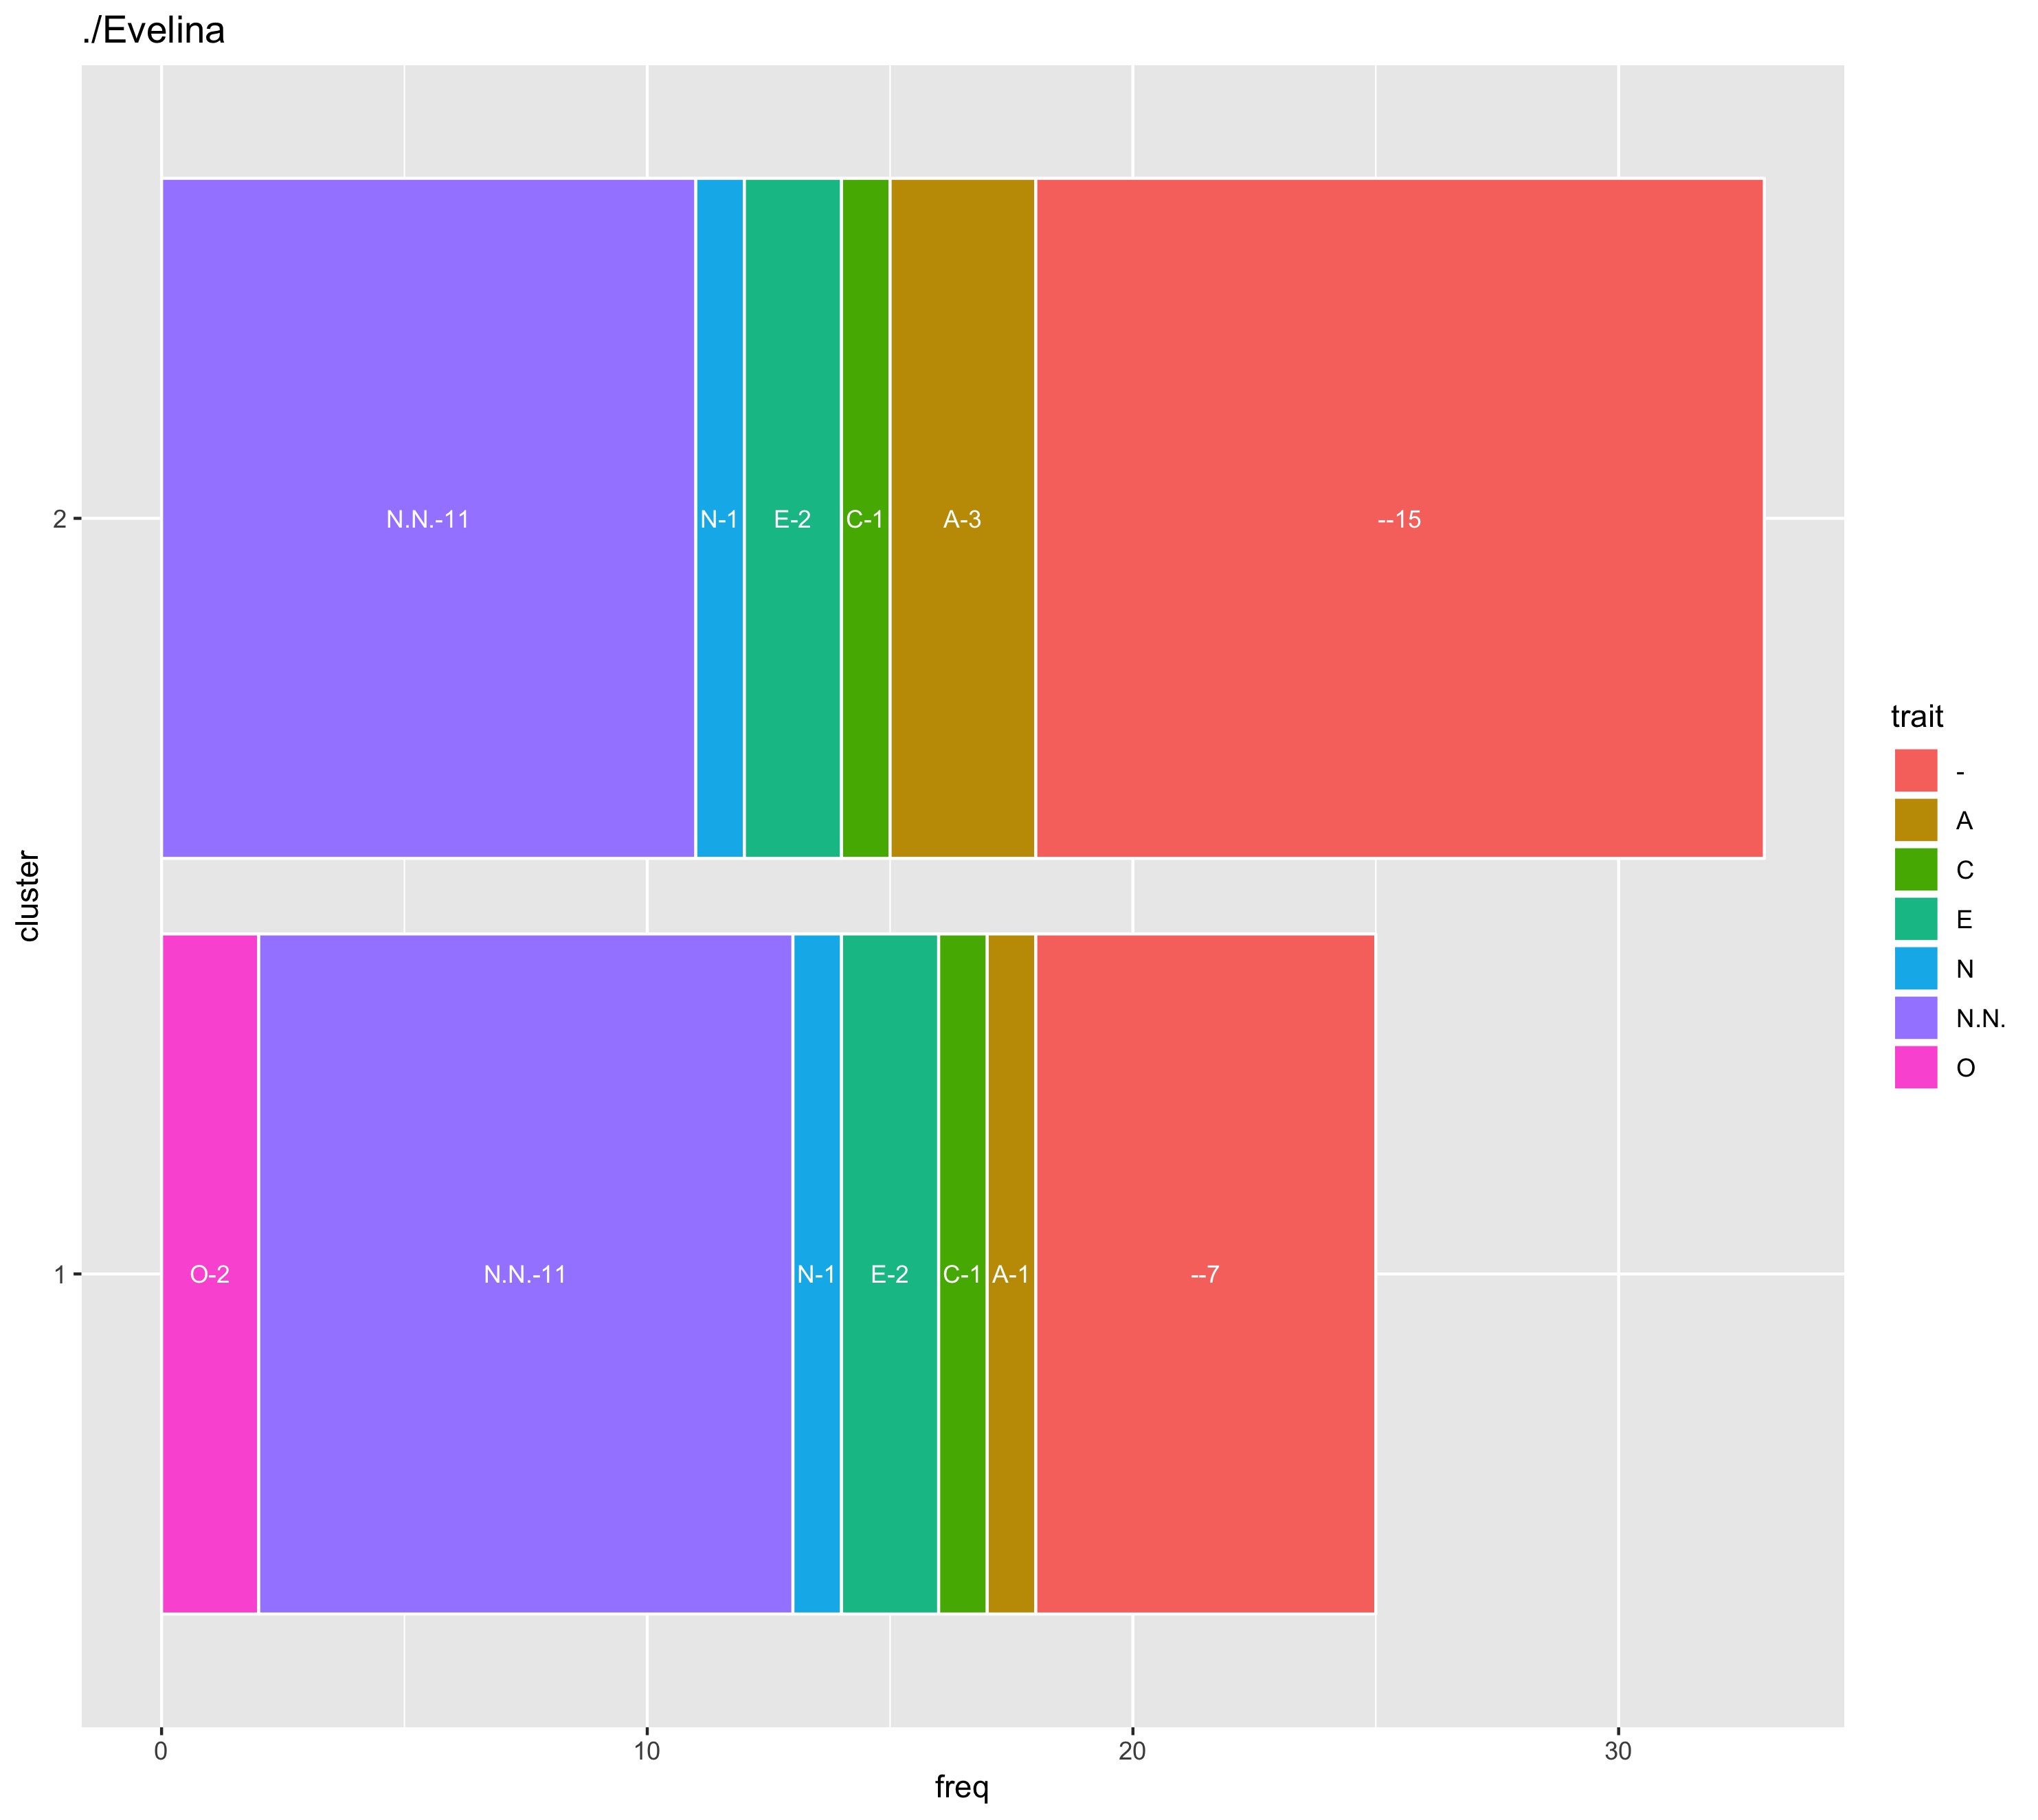 ./Evelina
cluster
2
N.N.-11
N-1
E-2
C-1
A-3
--15
1
O-2
N.N.-11
N-1
E-2
C-1
A-1
--7
0
10
20
30
freq
trait
-
A
C
E
N
N.N.
O